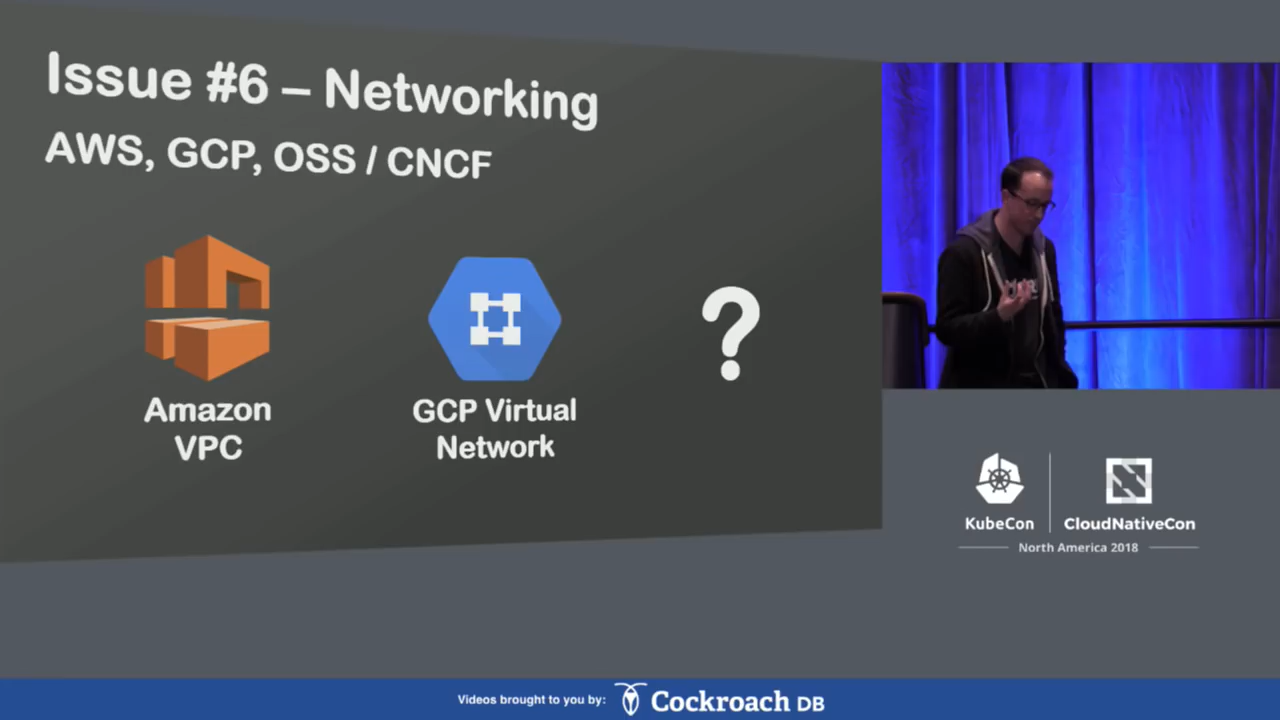 Issue #6 – Networking
AWS, GCP, OSS / CNCF
Amazon
VPC
GCP Virtual
Network
?
KubeCon
CloudNativeCon
North America 2018
Videos brought to you by:
Cockroach DB